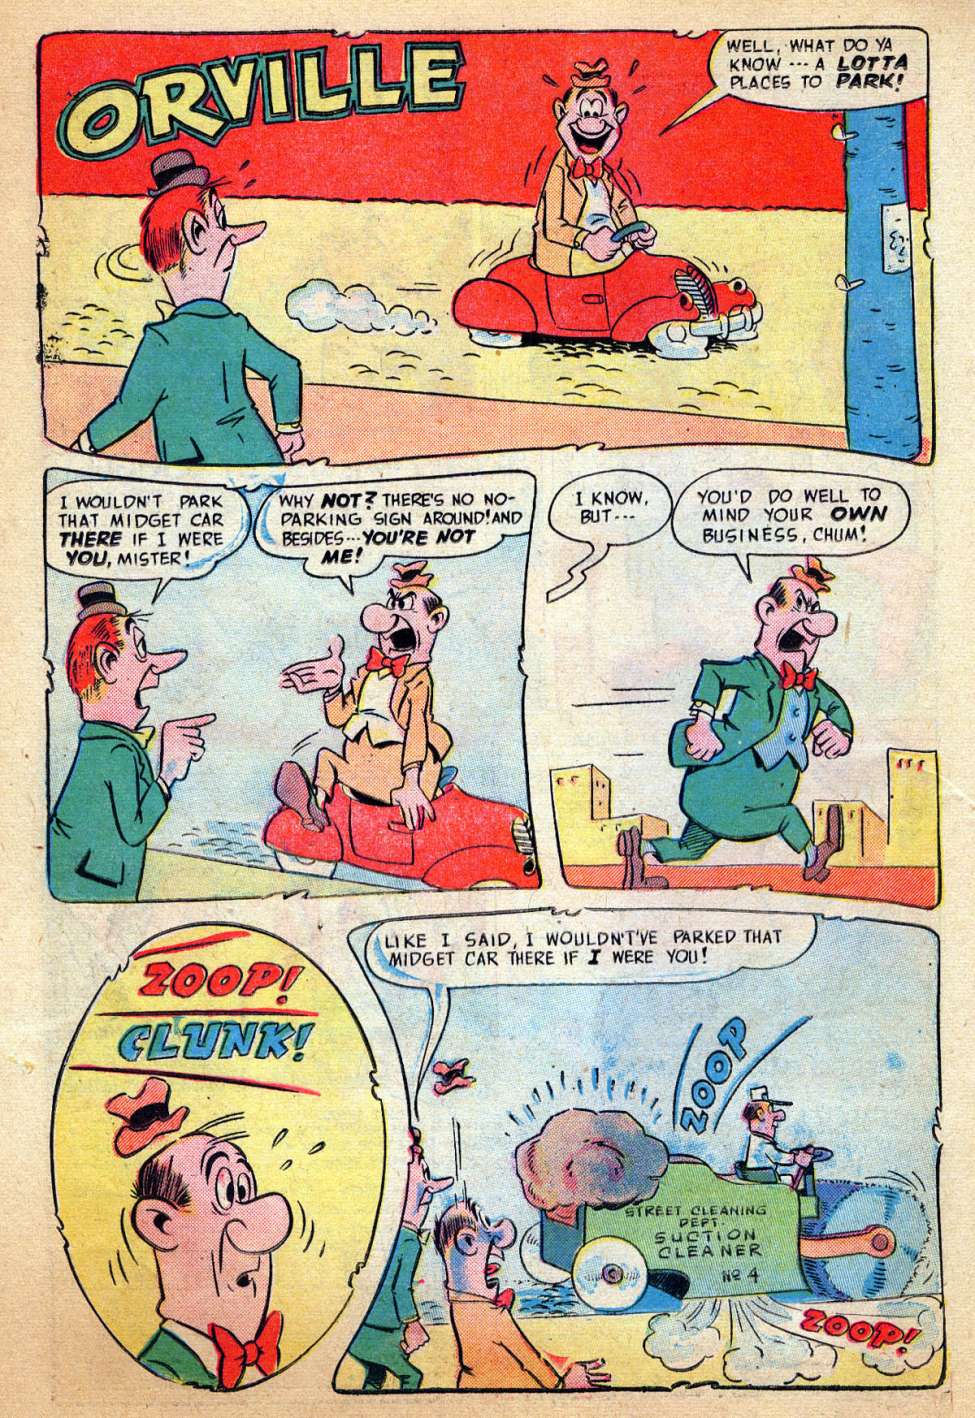 ORVILLE
WELL, WHAT DO YA
KNOW --- A LOTTA
PLACES TO PARK!
I WOULDN'T PARK
THAT MIDGET CAR
THERE IF I WERE
YOU, MISTER!
WHY NOT? THERE'S NO NO-
PARKING SIGN AROUND! AND
BESIDES--- YOU'RE NOT
ME!
I KNOW,
BUT---
YOU'D DO WELL TO
MIND YOUR OWN
BUSINESS, CHUM!
ZOOP!
CLUNK!
LIKE I SAID, I WOULDN'T'VE PARKED THAT
MIDGET CAR THERE IF I WERE YOU!
ZOOP
STREET CLEANING
DEPT.
SUCTION
CLEANER
No 4
ZOOP!